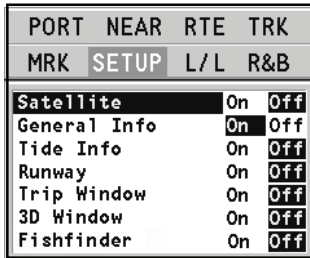 PORT NEAR RTE TRK
MRK SETUP L/L R&B
Satellite On Off
General Info On Off
Tide Info On Off
Runway On Off
Trip Window On Off
3D Window On Off
Fishfinder On Off